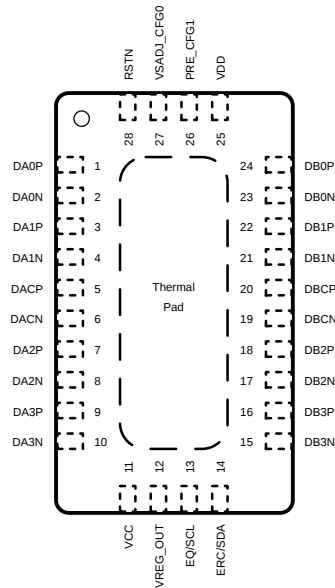 RSTN
VSADJ_CFG0
PRE_CFG1
VDD
28
27
26
25
DA0P 1 24 DB0P
DA0N 2 23 DB0N
DA1P 3 22 DB1P
DA1N 4 21 DB1N
DACP 5 20 DBCP
DACN 6 19 DBCN
DA2P 7 18 DB2P
DA2N 8 17 DB2N
DA3P 9 16 DB3P
DA3N 10 15 DB3N
Thermal
Pad
11
12
13
14
VCC
VREG_OUT
EQ/SCL
ERC/SDA